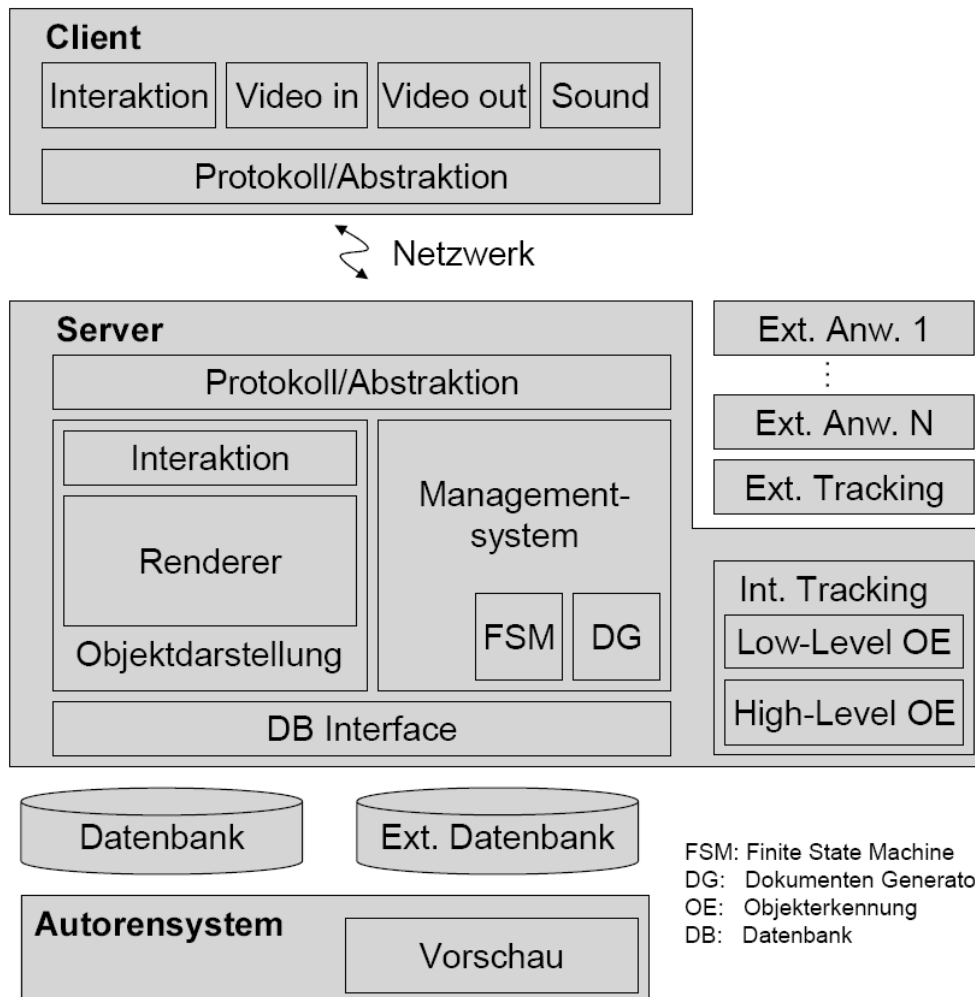 Client
Interaktion
Video in
Video out
Sound
Protokoll/Abstraktion
Netzwerk
Server
Protokoll/Abstraktion
Interaktion
Renderer
Objektdarstellung
Management-
system
FSM
DG
DB Interface
Ext. Anw. 1
⋮
Ext. Anw. N
Ext. Tracking
Int. Tracking
Low-Level OE
High-Level OE
Datenbank
Ext. Datenbank
FSM: Finite State Machine
DG: Dokumenten Generato
OE: Objekterkennung
DB: Datenbank
Autorensystem
Vorschau